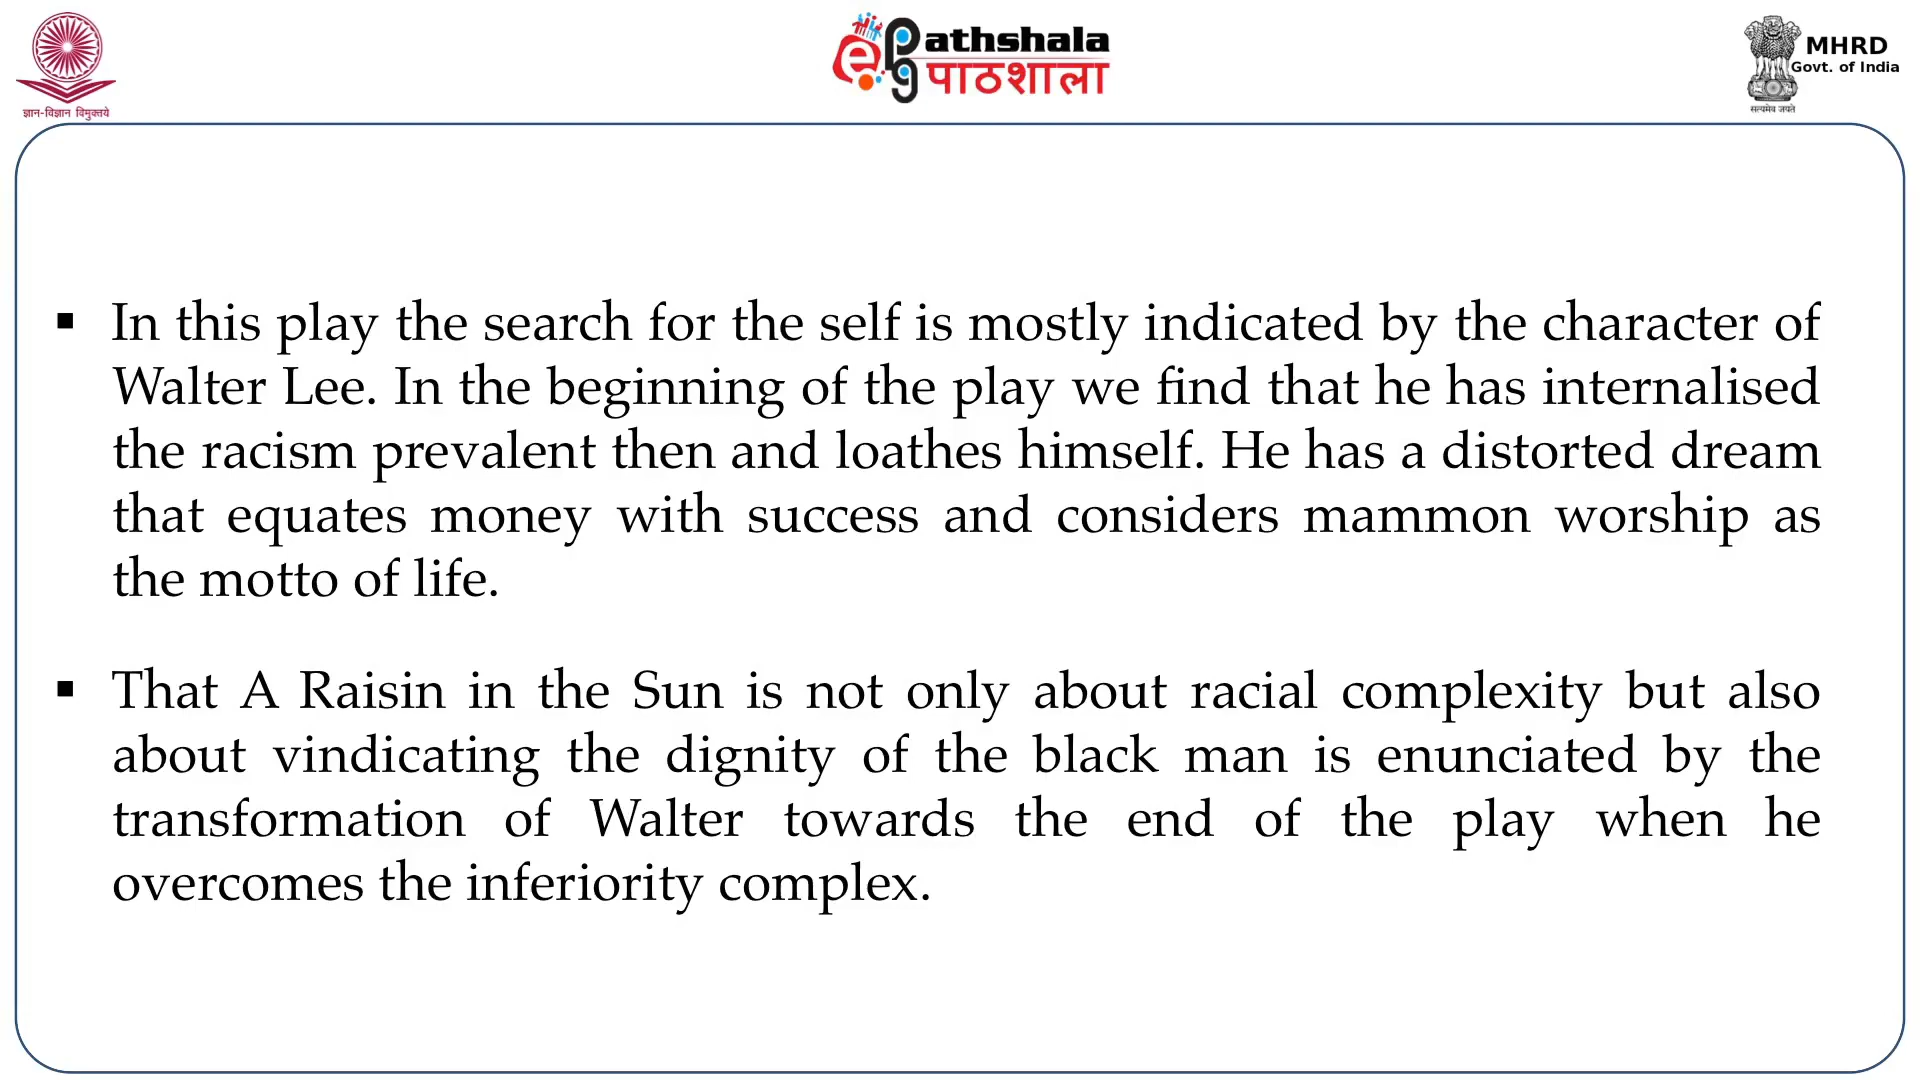 ज्ञान-विज्ञान विमुक्तये
e Pg athshala
पाठशाला
MHRD
Govt. of India
सत्यमेव जयते
▪ In this play the search for the self is mostly indicated by the character of
Walter Lee. In the beginning of the play we find that he has internalised
the racism prevalent then and loathes himself. He has a distorted dream
that equates money with success and considers mammon worship as
the motto of life.
▪ That A Raisin in the Sun is not only about racial complexity but also
about vindicating the dignity of the black man is enunciated by the
transformation of Walter towards the end of the play when he
overcomes the inferiority complex.